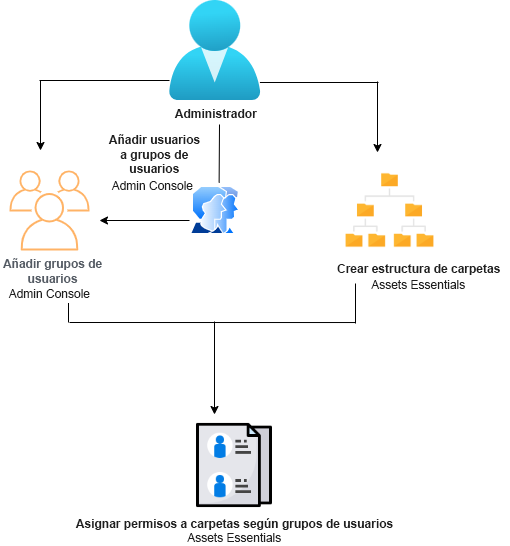 Administrador
Añadir usuarios
a grupos de
usuarios
Admin Console
Añadir grupos de
usuarios
Admin Console
Crear estructura de carpetas
Assets Essentials
Asignar permisos a carpetas según grupos de usuarios
Assets Essentials